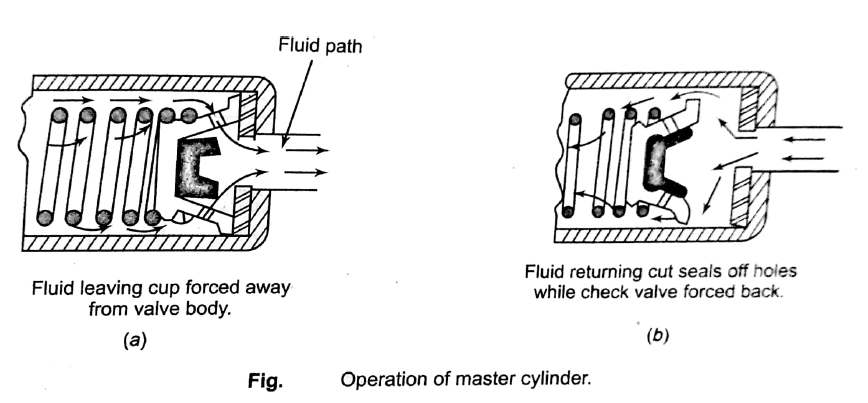 Fluid path
Fluid leaving cup forced away
from valve body.
(a)
Fluid returning cut seals off holes
while check valve forced back.
(b)
Fig. Operation of master cylinder.